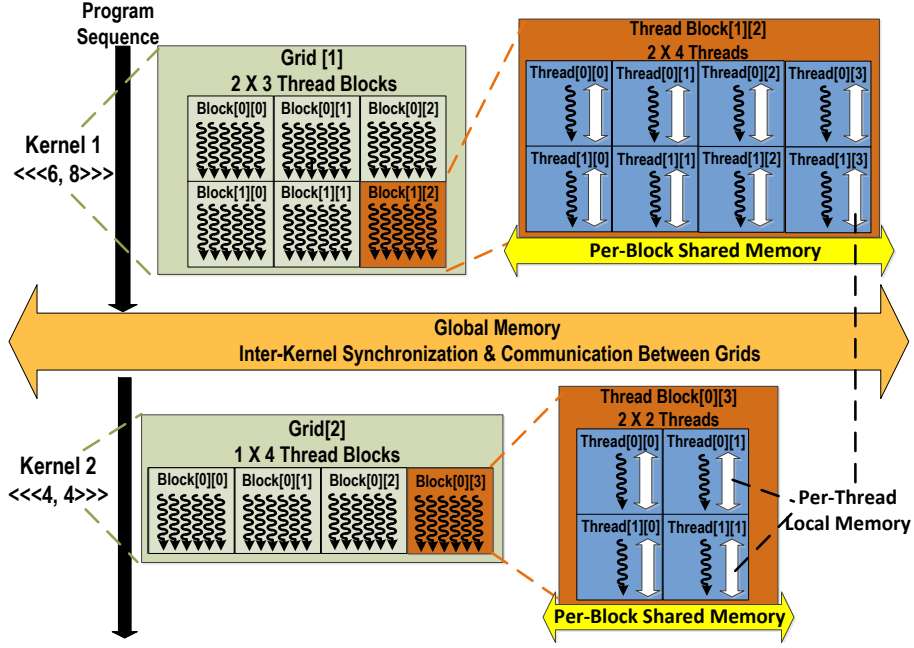 Program
Sequence
Kernel 1
<<<6, 8>>>
Grid [1]
2 X 3 Thread Blocks
Block[0][0] Block[0][1] Block[0][2]
Block[1][0] Block[1][1] Block[1][2]
Thread Block[1][2]
2 X 4 Threads
Thread[0][0] Thread[0][1] Thread[0][2] Thread[0][3]
Thread[1][0] Thread[1][1] Thread[1][2] Thread[1][3]
Per-Block Shared Memory
Global Memory
Inter-Kernel Synchronization & Communication Between Grids
Kernel 2
<<<4, 4>>>
Grid[2]
1 X 4 Thread Blocks
Block[0][0] Block[0][1] Block[0][2] Block[0][3]
Thread Block[0][3]
2 X 2 Threads
Thread[0][0] Thread[0][1]
Thread[1][0] Thread[1][1]
Per-Block Shared Memory
Per-Thread
Local Memory